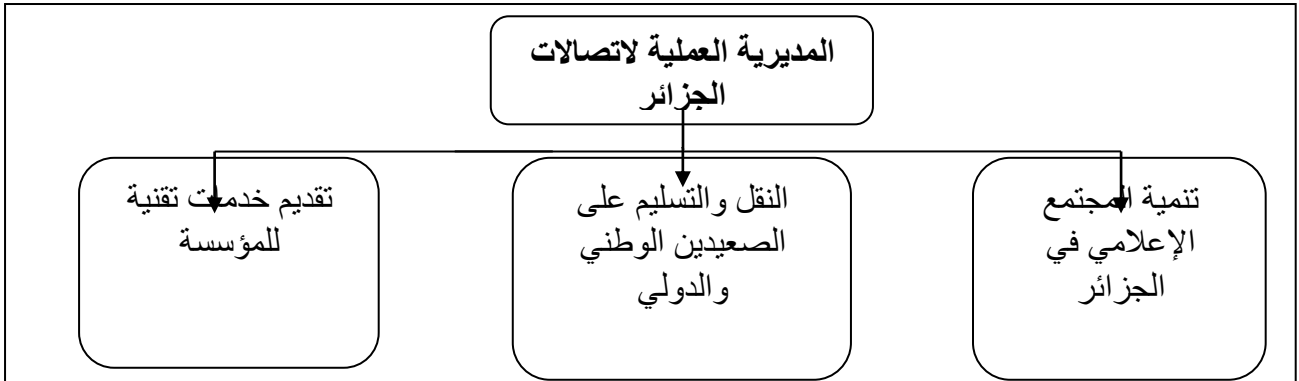 المديرية العملية لاتصالات
الجزائر
تنمية المجتمع
الإعلامي في
الجزائر
النقل والتسليم على
الصعيدين الوطني
والدولي
تقديم خدمات تقنية
للمؤسسة